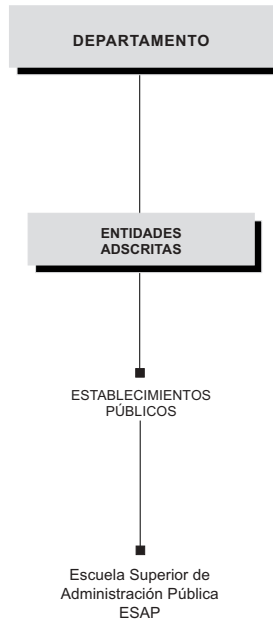 DEPARTAMENTO
ENTIDADES
ADSCRITAS
ESTABLECIMIENTOS
PÚBLICOS
Escuela Superior de
Administración Pública
ESAP